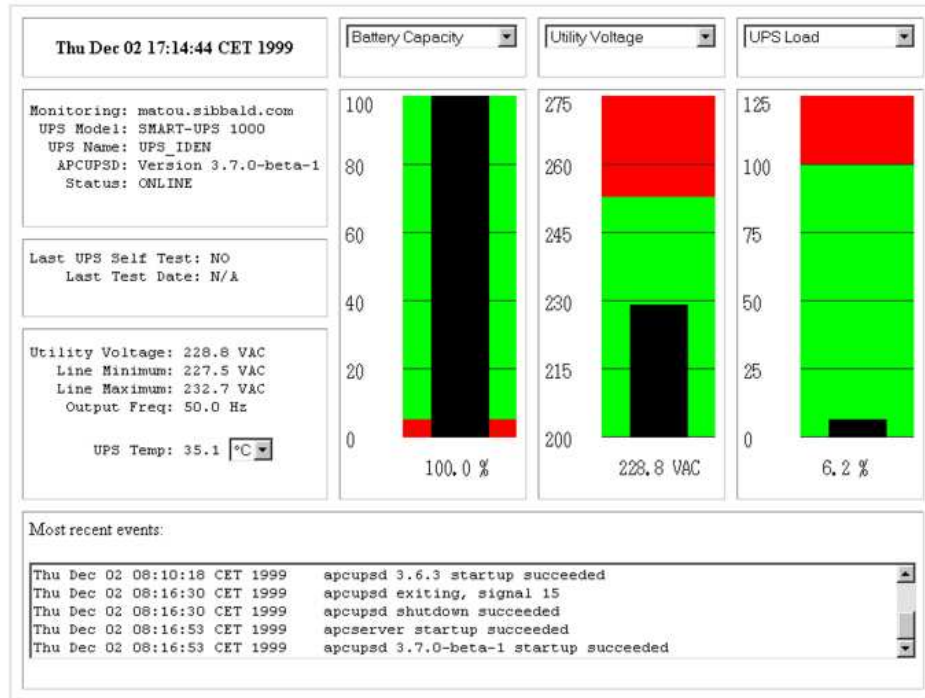 Thu Dec 02 17:14:44 CET 1999
Battery Capacity
Utility Voltage
UPS Load
Monitoring: matou.sibbald.com
UPS Model: SMART-UPS 1000
UPS Name: UPS_IDEN
APCUPSD: Version 3.7.0-beta-1
Status: ONLINE
Last UPS Self Test: NO
Last Test Date: N/A
Utility Voltage: 228.8 VAC
Line Minimum: 227.5 VAC
Line Maximum: 232.7 VAC
Output Freq: 50.0 Hz
UPS Temp: 35.1 °C
100
80
60
40
20
0
100.0 %
275
260
245
230
215
200
228.8 VAC
125
100
75
50
25
0
6.2 %
Most recent events:
Thu Dec 02 08:10:18 CET 1999 apcupsd 3.6.3 startup succeeded
Thu Dec 02 08:16:30 CET 1999 apcupsd exiting, signal 15
Thu Dec 02 08:16:30 CET 1999 apcupsd shutdown succeeded
Thu Dec 02 08:16:53 CET 1999 apcserver startup succeeded
Thu Dec 02 08:16:53 CET 1999 apcupsd 3.7.0-beta-1 startup succeeded